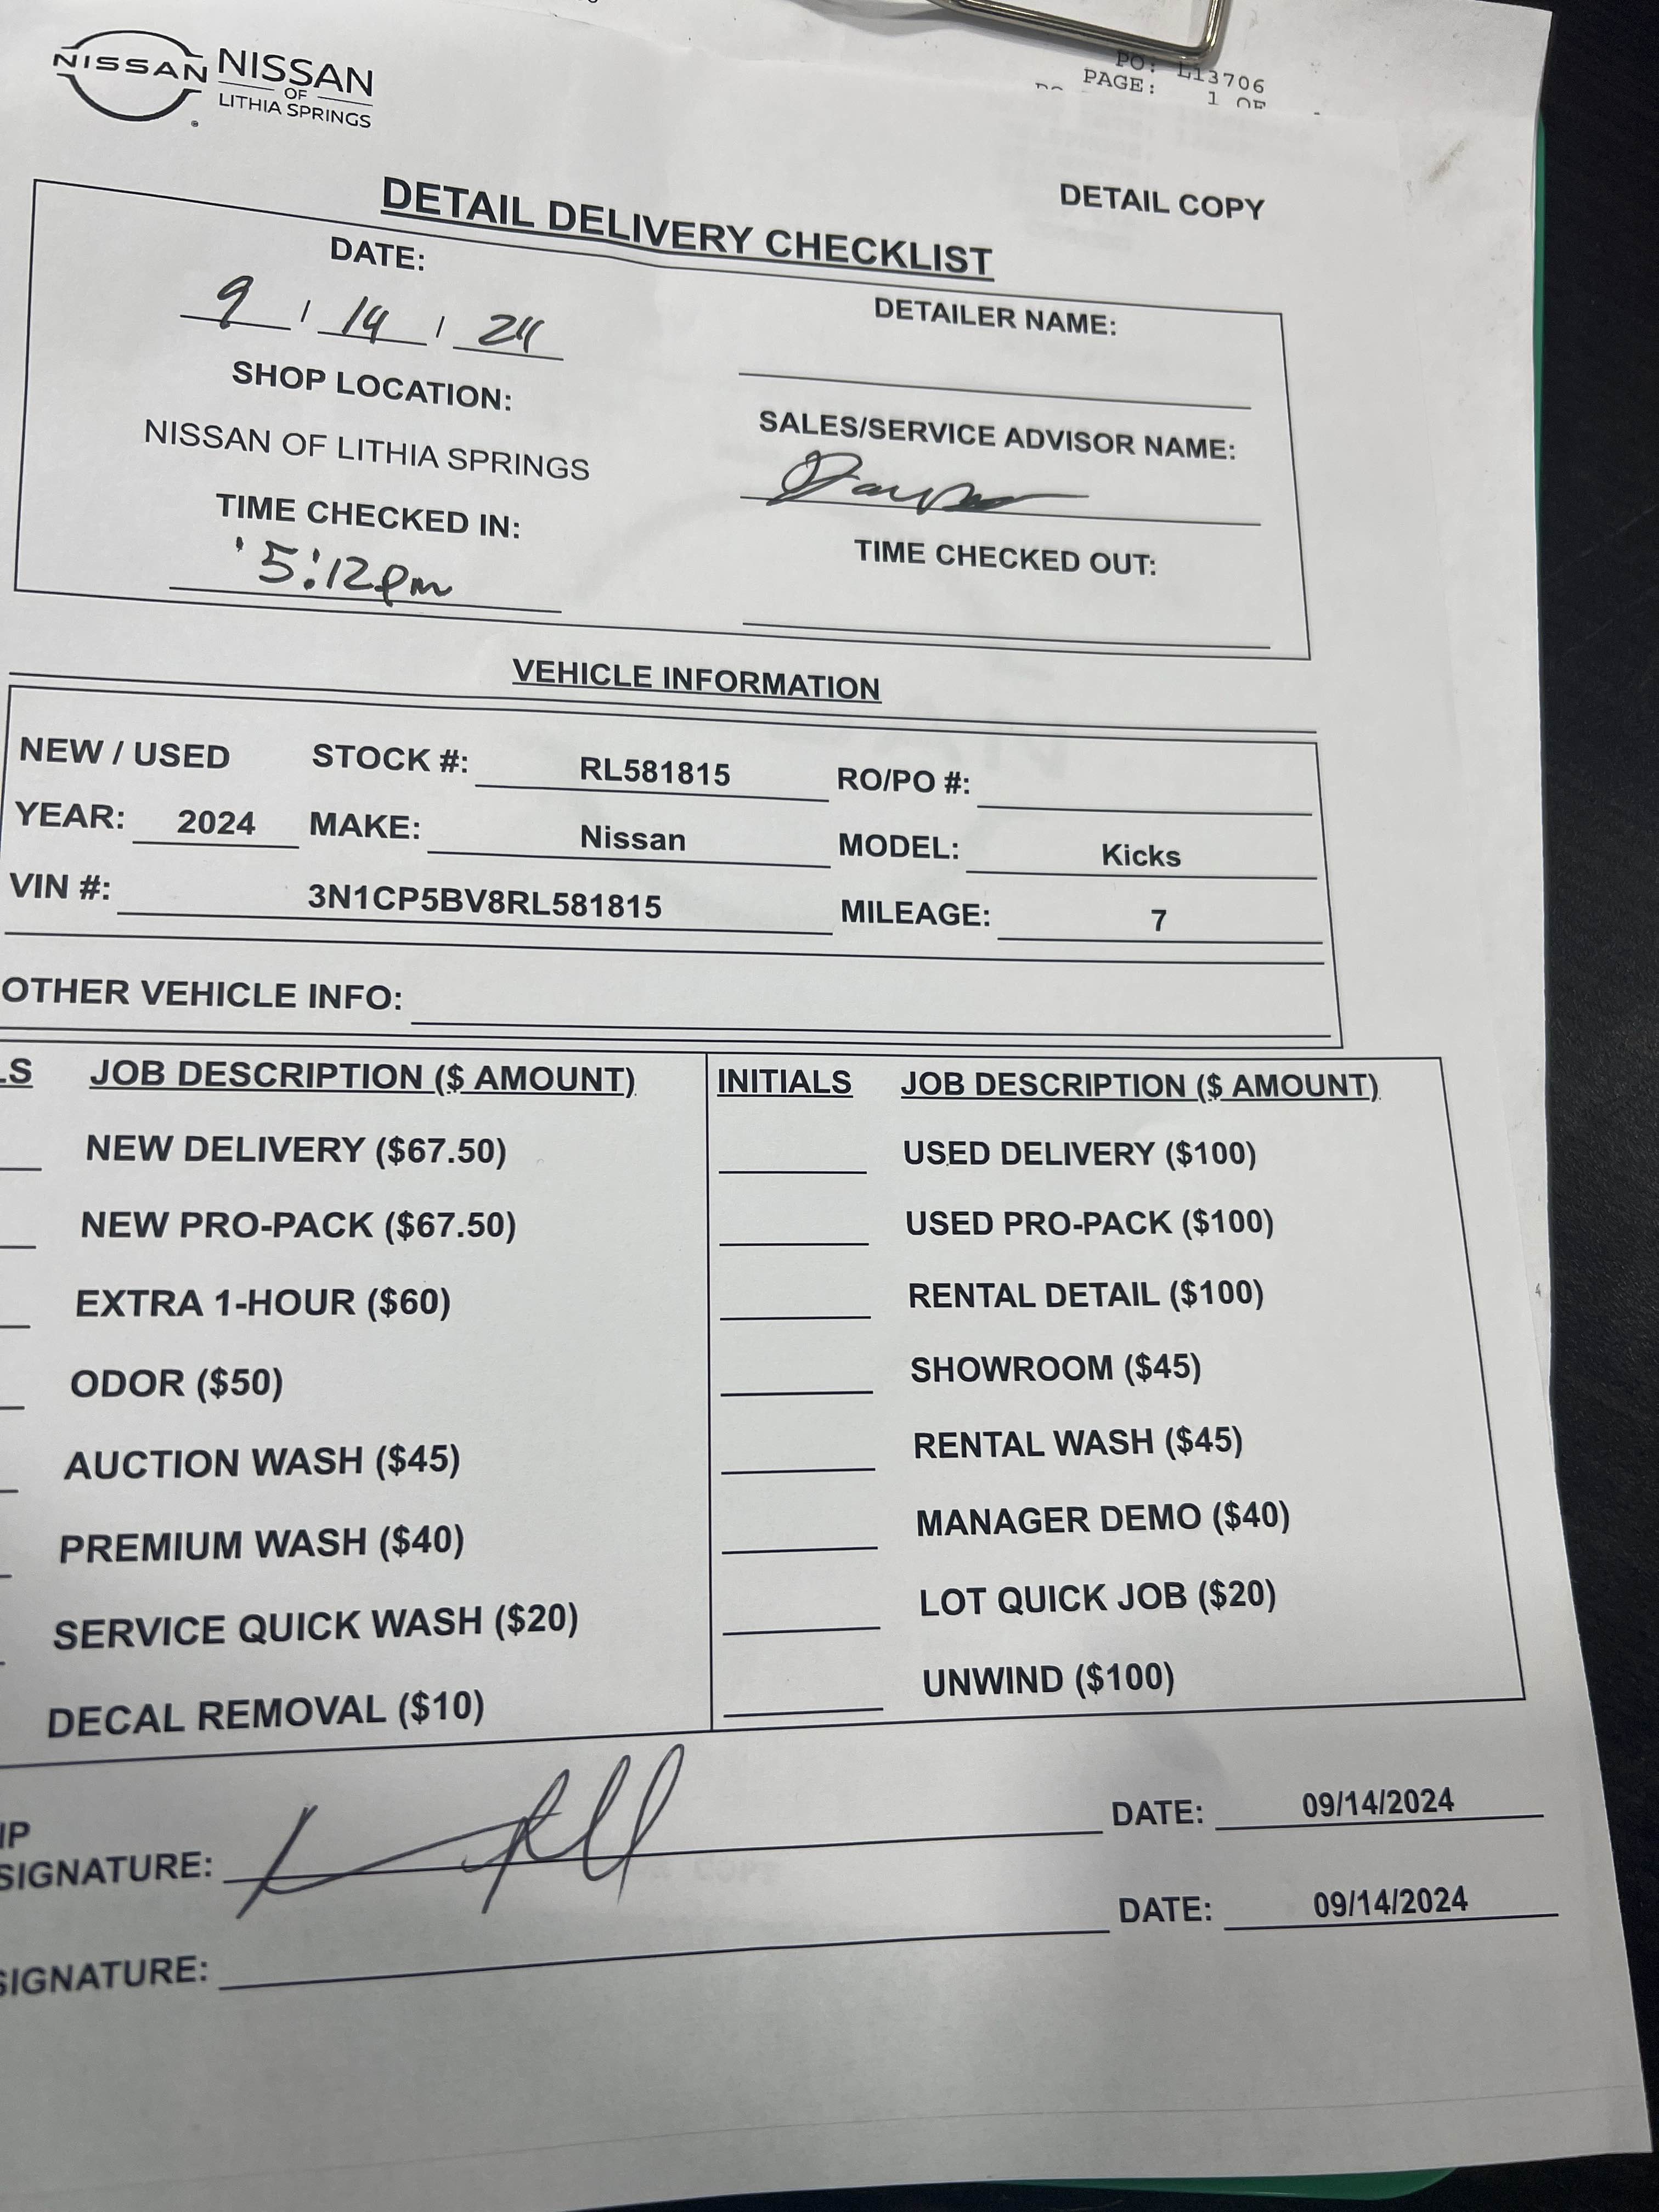 PO: L13706
PAGE: 1 OF
NISSAN NISSAN
OF
LITHIA SPRINGS
DETAIL COPY
DETAIL DELIVERY CHECKLIST
DATE:
9 / 14 / 24
DETAILER NAME:
SHOP LOCATION:
NISSAN OF LITHIA SPRINGS
SALES/SERVICE ADVISOR NAME:
TIME CHECKED IN:
5:12pm
TIME CHECKED OUT:
VEHICLE INFORMATION
NEW / USED STOCK #: RL581815 RO/PO #:
YEAR: 2024 MAKE: Nissan MODEL: Kicks
VIN #: 3N1CP5BV8RL581815 MILEAGE: 7
OTHER VEHICLE INFO:
LS JOB DESCRIPTION ($ AMOUNT) INITIALS JOB DESCRIPTION ($ AMOUNT)
NEW DELIVERY ($67.50) USED DELIVERY ($100)
NEW PRO-PACK ($67.50) USED PRO-PACK ($100)
EXTRA 1-HOUR ($60) RENTAL DETAIL ($100)
ODOR ($50) SHOWROOM ($45)
AUCTION WASH ($45) RENTAL WASH ($45)
PREMIUM WASH ($40) MANAGER DEMO ($40)
SERVICE QUICK WASH ($20) LOT QUICK JOB ($20)
DECAL REMOVAL ($10) UNWIND ($100)
IP
SIGNATURE: DATE: 09/14/2024
SIGNATURE: DATE: 09/14/2024